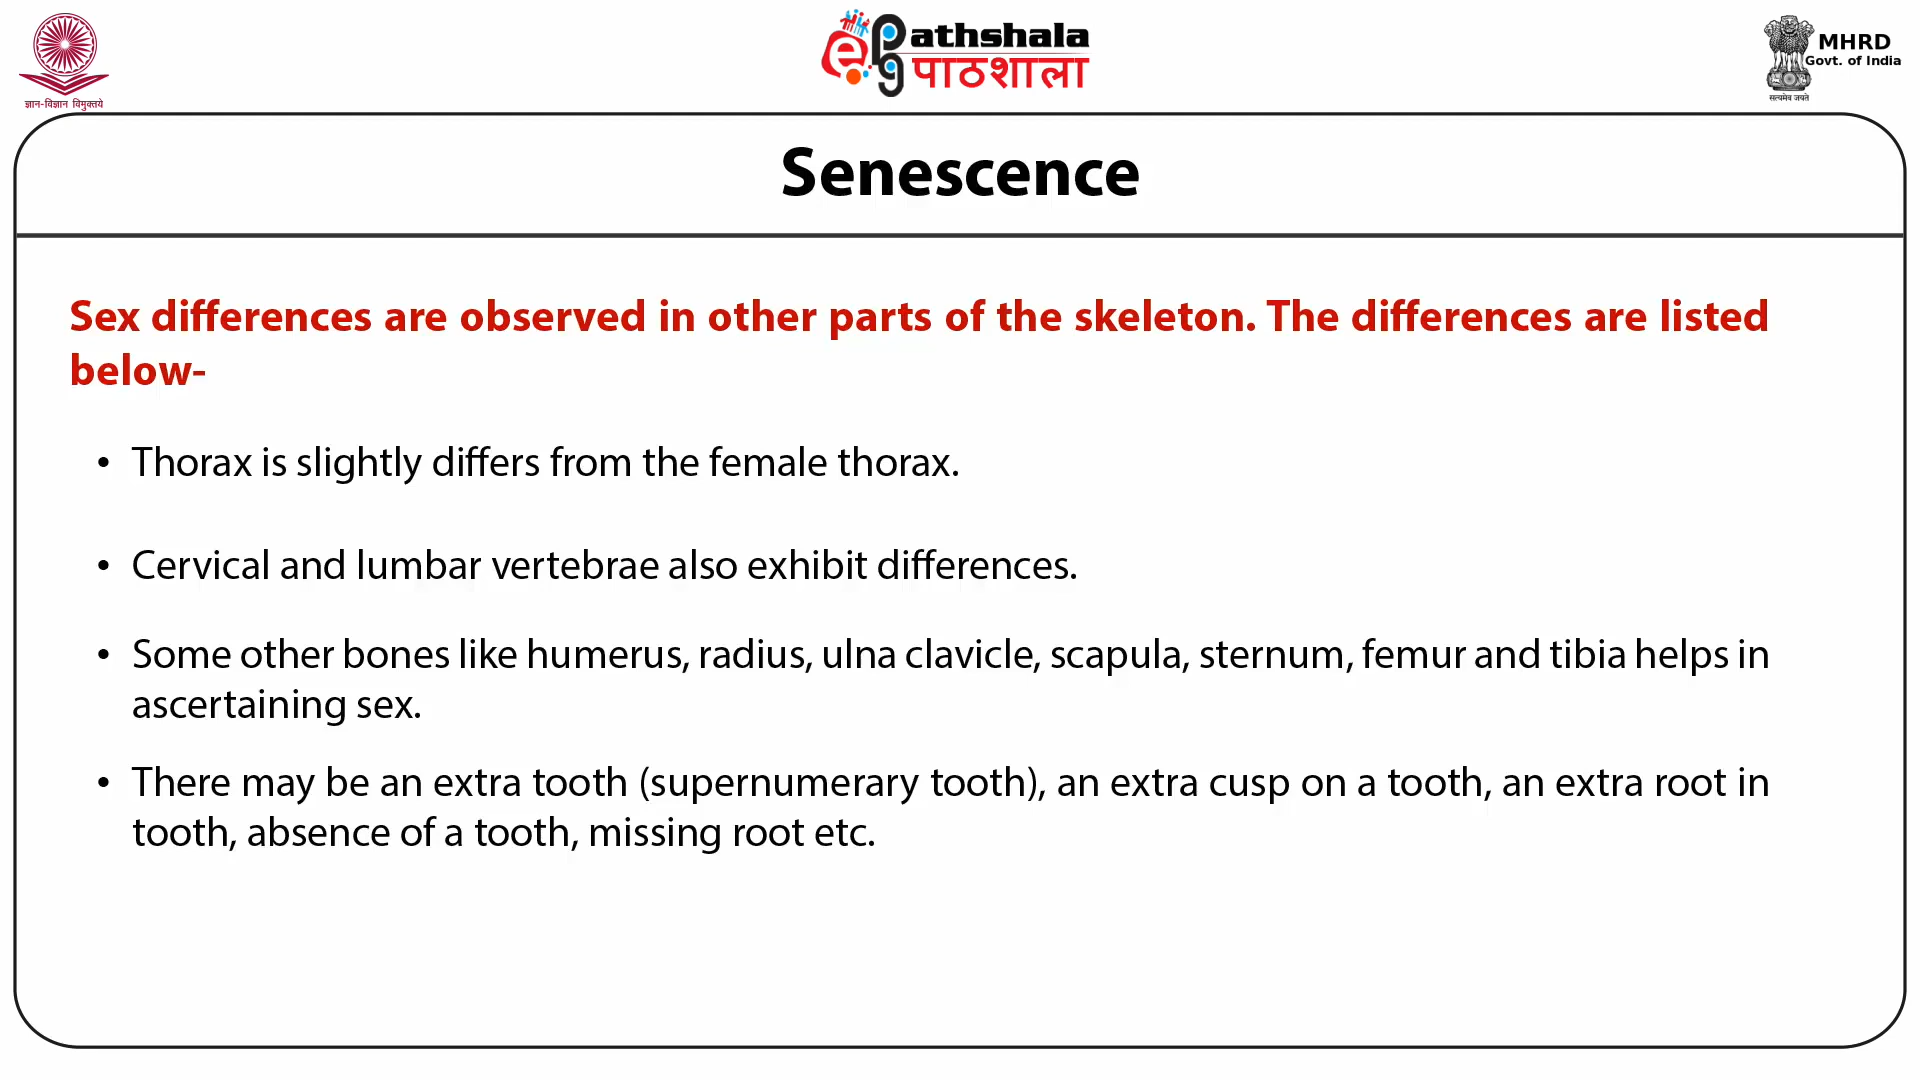 ज्ञान-विज्ञान विमुक्तये
e Pg athshala
पाठशाला
MHRD
Govt. of India
सत्यमेव जयते
Senescence
Sex differences are observed in other parts of the skeleton. The differences are listed
below-
• Thorax is slightly differs from the female thorax.
• Cervical and lumbar vertebrae also exhibit differences.
• Some other bones like humerus, radius, ulna clavicle, scapula, sternum, femur and tibia helps in
ascertaining sex.
• There may be an extra tooth (supernumerary tooth), an extra cusp on a tooth, an extra root in
tooth, absence of a tooth, missing root etc.